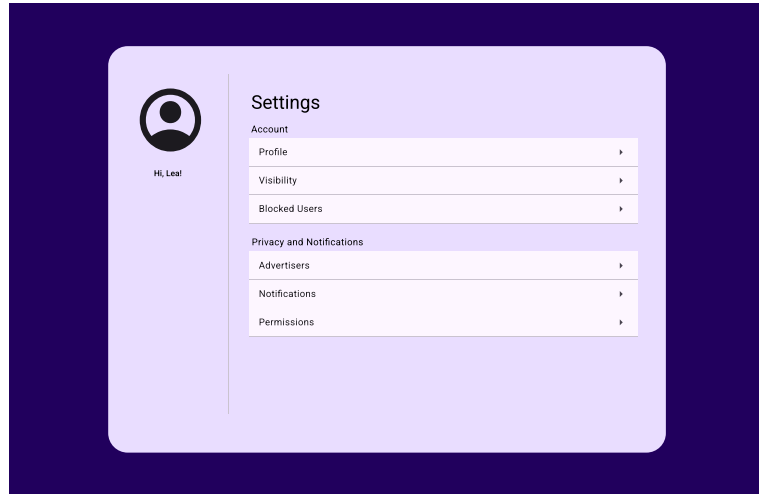 Hi, Lea!
Settings
Account
Profile
Visibility
Blocked Users
Privacy and Notifications
Advertisers
Notifications
Permissions